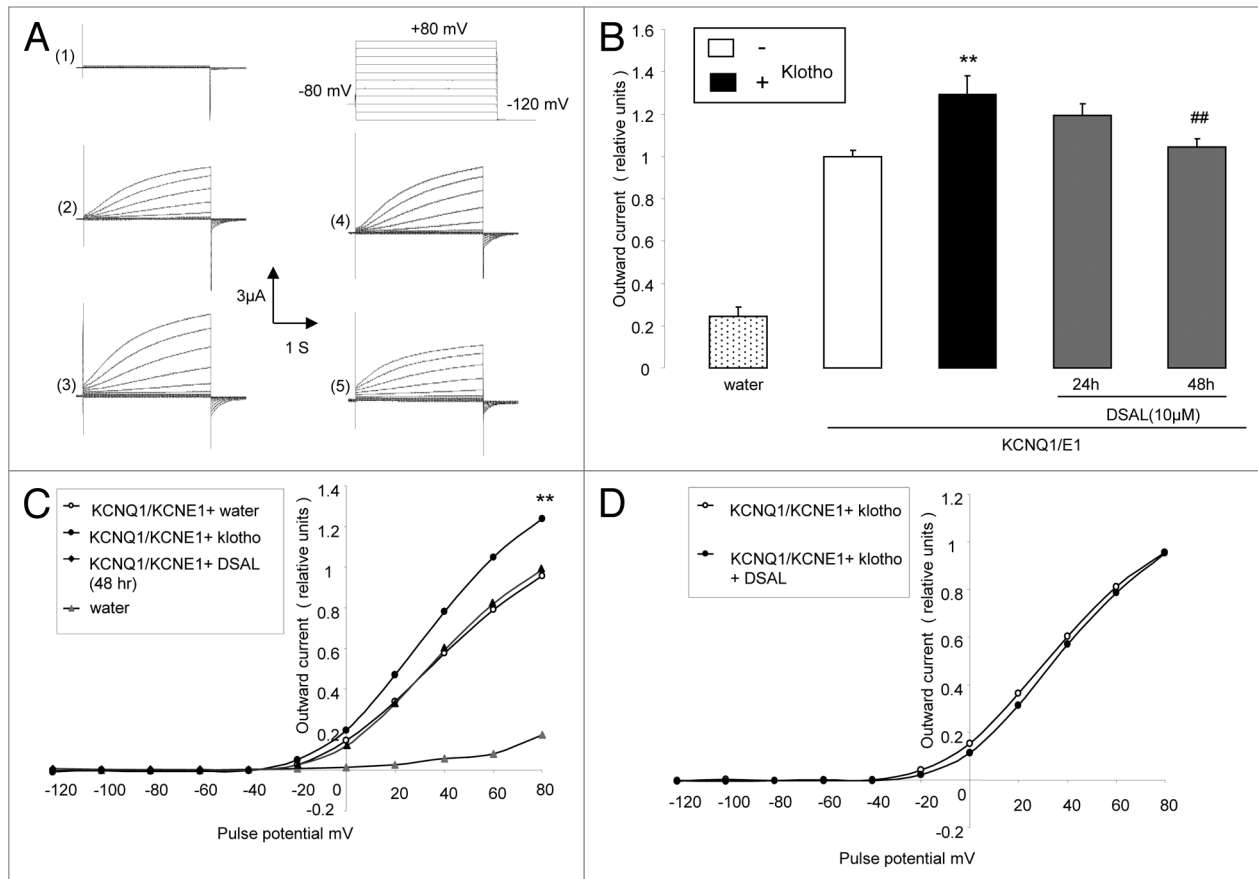 A
(1)
+80 mV
-80 mV
-120 mV
(2)
(4)
3µA
1 S
(3)
(5)
B
Outward current ( relative units )
1.6
1.4
1.2
1
0.8
0.6
0.4
0.2
0
-
+
Klotho
**
##
water
24h
48h
DSAL(10µM)
KCNQ1/E1
C
KCNQ1/KCNE1+ water
KCNQ1/KCNE1+ klotho
KCNQ1/KCNE1+ DSAL
(48 hr)
water
Outward current ( relative units )
1.4
1.2
1
0.8
0.6
0.4
0.2
0
-0.2
**
-120 -100 -80 -60 -40 -20 20 40 60 80
Pulse potential mV
D
KCNQ1/KCNE1+ klotho
KCNQ1/KCNE1+ klotho
+ DSAL
Outward current ( relative units )
1.2
1
0.8
0.6
0.4
0.2
0
-0.2
-120 -100 -80 -60 -40 -20 20 40 60 80
Pulse potential mV